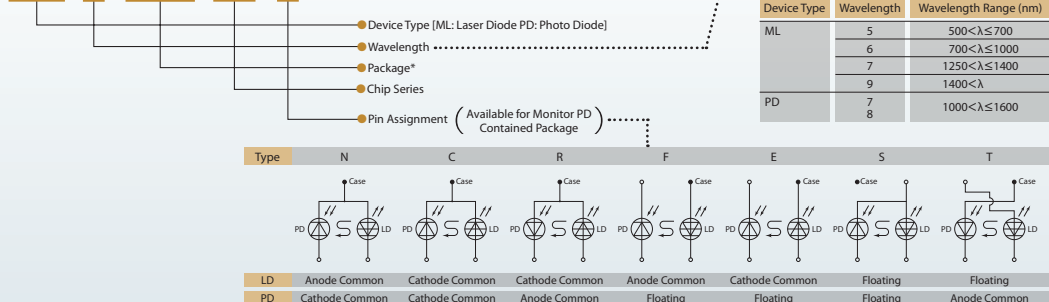 Device Type [ML: Laser Diode PD: Photo Diode]
Wavelength
Package*
Chip Series
Pin Assignment (Available for Monitor PD
Contained Package)
Device Type Wavelength Wavelength Range (nm)
ML 5 500<λ≤700
6 700<λ≤1000
7 1250<λ≤1400
9 1400<λ
PD 7 1000<λ≤1600
8
Type N C R F E S T
Case Case Case Case Case Case Case
PD LD PD LD PD LD PD LD PD LD PD LD PD LD
LD Anode Common Cathode Common Cathode Common Anode Common Cathode Common Floating Floating
PD Cathode Common Cathode Common Anode Common Floating Floating Floating Anode Common